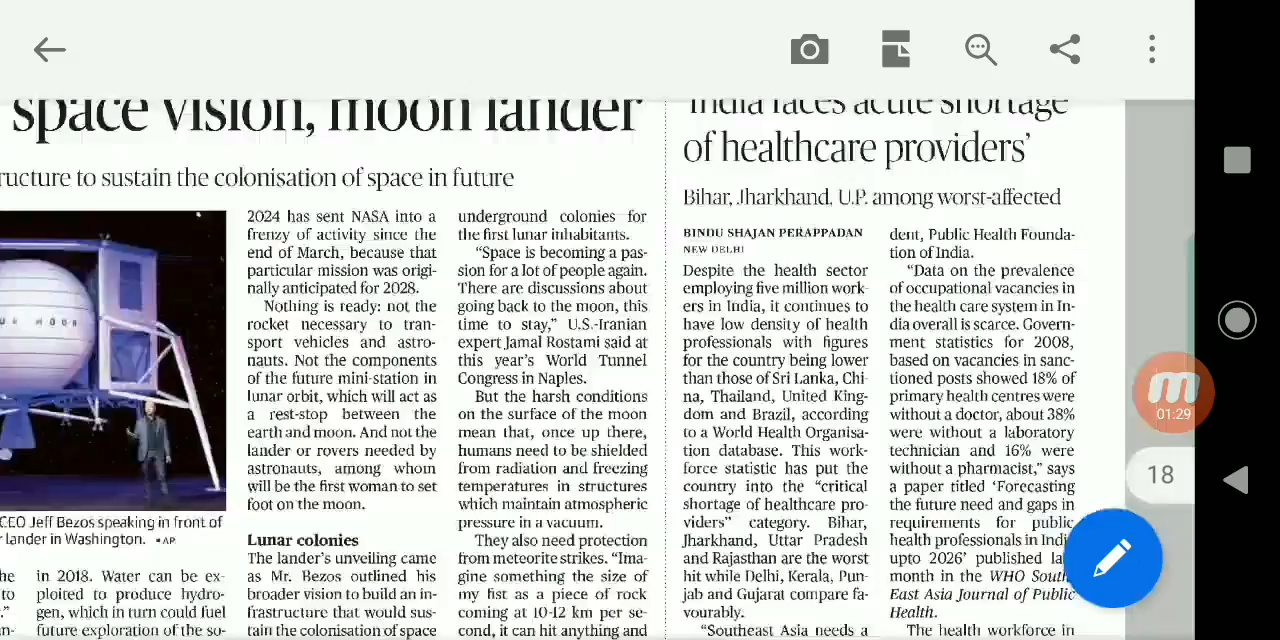 space vision, moon lander
ructure to sustain the colonisation of space in future
CEO Jeff Bezos speaking in front of
r lander in Washington. • AP
he
to
.”
an-
in 2018. Water can be ex-
ploited to produce hydro-
gen, which in turn could fuel
future exploration of the so-
2024 has sent NASA into a
frenzy of activity since the
end of March, because that
particular mission was origi-
nally anticipated for 2028.
Nothing is ready: not the
rocket necessary to tran-
sport vehicles and astro-
nauts. Not the components
of the future mini-station in
lunar orbit, which will act as
a rest-stop between the
earth and moon. And not the
lander or rovers needed by
astronauts, among whom
will be the first woman to set
foot on the moon.
Lunar colonies
The lander’s unveiling came
as Mr. Bezos outlined his
broader vision to build an in-
frastructure that would sus-
tain the colonisation of space
underground colonies for
the first lunar inhabitants.
“Space is becoming a pas-
sion for a lot of people again.
There are discussions about
going back to the moon, this
time to stay,” U.S.-Iranian
expert Jamal Rostami said at
this year’s World Tunnel
Congress in Naples.
But the harsh conditions
on the surface of the moon
mean that, once up there,
humans need to be shielded
from radiation and freezing
temperatures in structures
which maintain atmospheric
pressure in a vacuum.
They also need protection
from meteorite strikes. “Ima-
gine something the size of
my fist as a piece of rock
coming at 10-12 km per se-
cond, it can hit anything and
India faces acute shortage
of healthcare providers’
Bihar, Jharkhand, U.P. among worst-affected
BINDU SHAJAN PERAPPADAN
NEW DELHI
Despite the health sector
employing five million work-
ers in India, it continues to
have low density of health
professionals with figures
for the country being lower
than those of Sri Lanka, Chi-
na, Thailand, United King-
dom and Brazil, according
to a World Health Organisa-
tion database. This work-
force statistic has put the
country into the “critical
shortage of healthcare pro-
viders” category. Bihar,
Jharkhand, Uttar Pradesh
and Rajasthan are the worst
hit while Delhi, Kerala, Pun-
jab and Gujarat compare fa-
vourably.
“Southeast Asia needs a
dent, Public Health Founda-
tion of India.
“Data on the prevalence
of occupational vacancies in
the health care system in In-
dia overall is scarce. Govern-
ment statistics for 2008,
based on vacancies in sanc-
tioned posts showed 18% of
primary health centres were
without a doctor, about 38%
were without a laboratory
technician and 16% were
without a pharmacist,” says
a paper titled ‘Forecasting
the future need and gaps in
requirements for public
health professionals in Indi
upto 2026’ published la
month in the WHO South
East Asia Journal of Public
Health.
The health workforce in
01:29
18